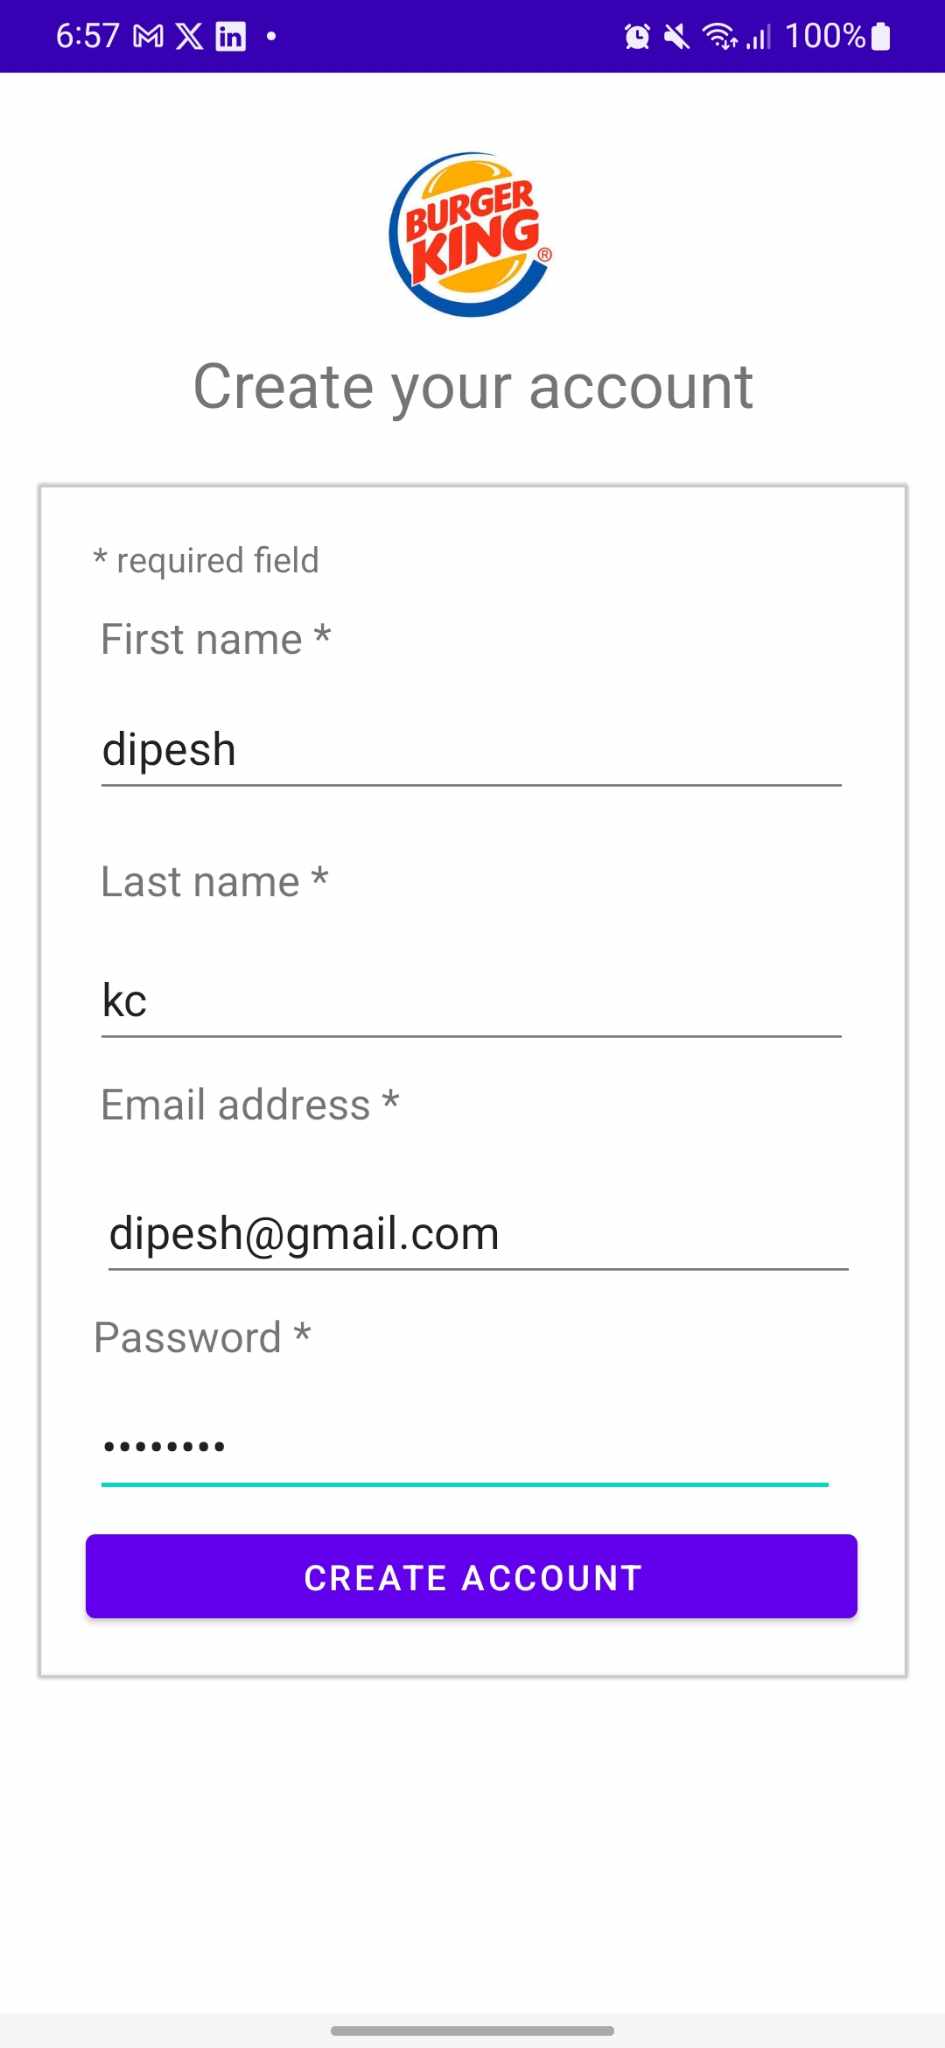 6:57 100%
BURGER
KING®
Create your account
* required field
First name *
dipesh
Last name *
kc
Email address *
dipesh@gmail.com
Password *
••••••••
CREATE ACCOUNT